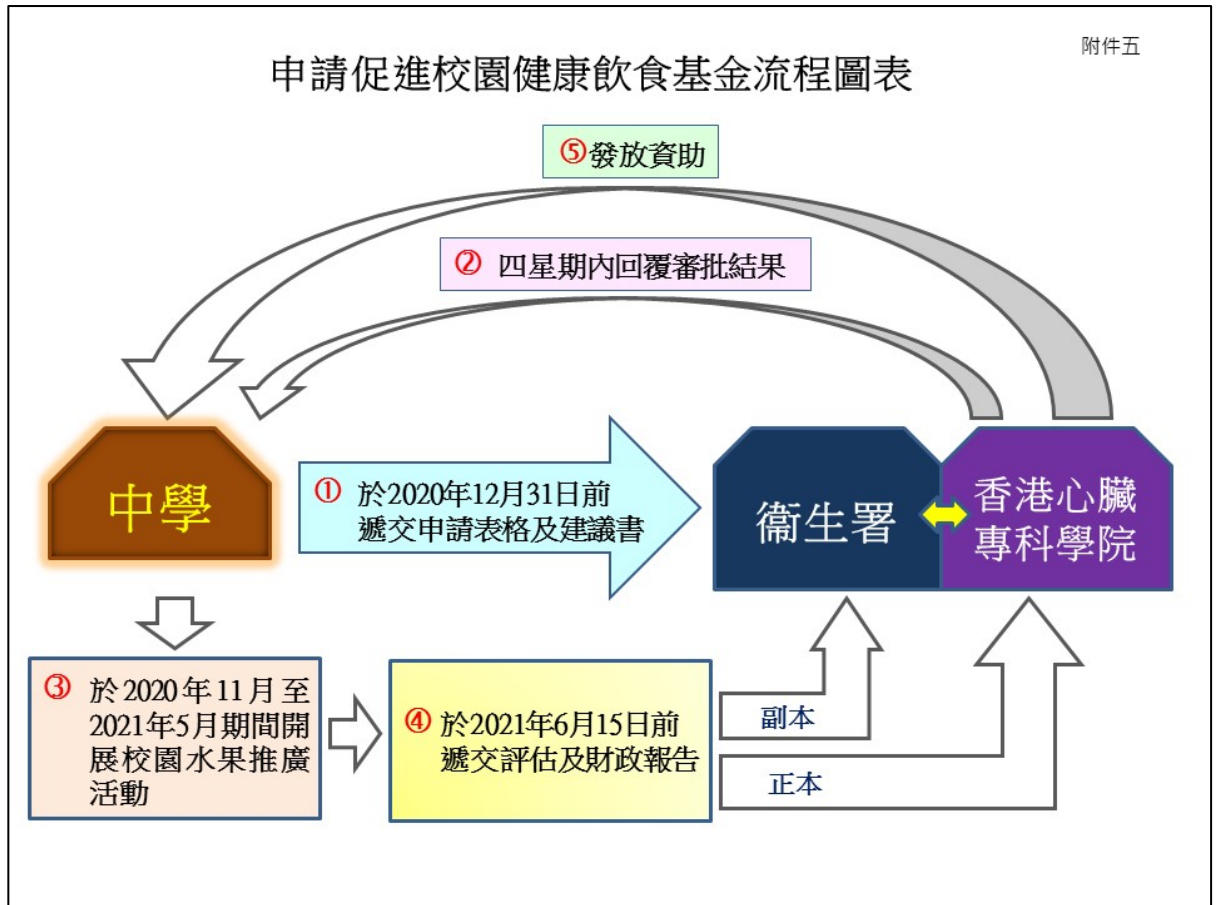 附件五
申請促進校園健康飲食基金流程圖表
⑤發放資助
② 四星期內回覆審批結果
中學
① 於2020年12月31日前
遞交申請表格及建議書
衞生署
香港心臟
專科學院
③ 於2020年11月至
2021年5月期間開
展校園水果推廣
活動
④ 於2021年6月15日前
遞交評估及財政報告
副本
正本